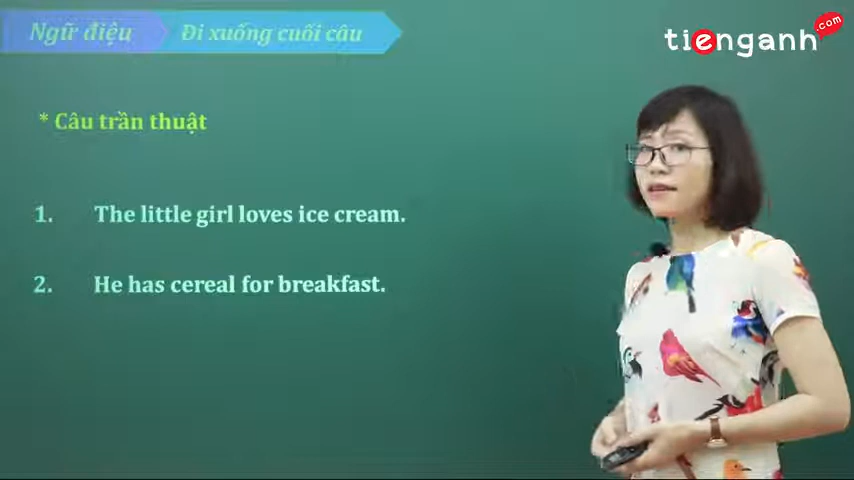 Ngữ điệu
Đi xuống cuối câu
tienganh.com
* Câu trần thuật
1. The little girl loves ice cream.
2. He has cereal for breakfast.